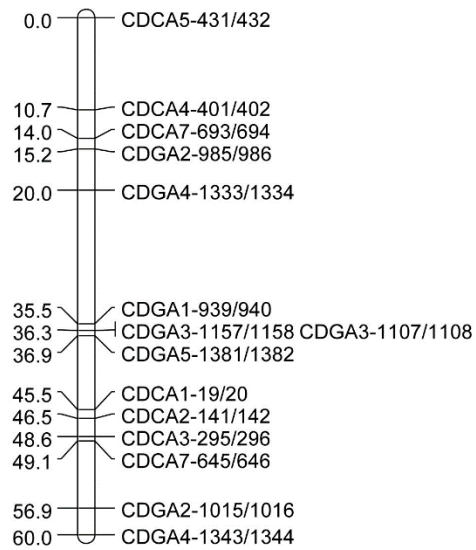 0.0 CDCA5-431/432
10.7 CDCA4-401/402
14.0 CDCA7-693/694
15.2 CDGA2-985/986
20.0 CDGA4-1333/1334
35.5 CDGA1-939/940
36.3 CDGA3-1157/1158 CDGA3-1107/1108
36.9 CDGA5-1381/1382
45.5 CDCA1-19/20
46.5 CDCA2-141/142
48.6 CDCA3-295/296
49.1 CDCA7-645/646
56.9 CDGA2-1015/1016
60.0 CDGA4-1343/1344